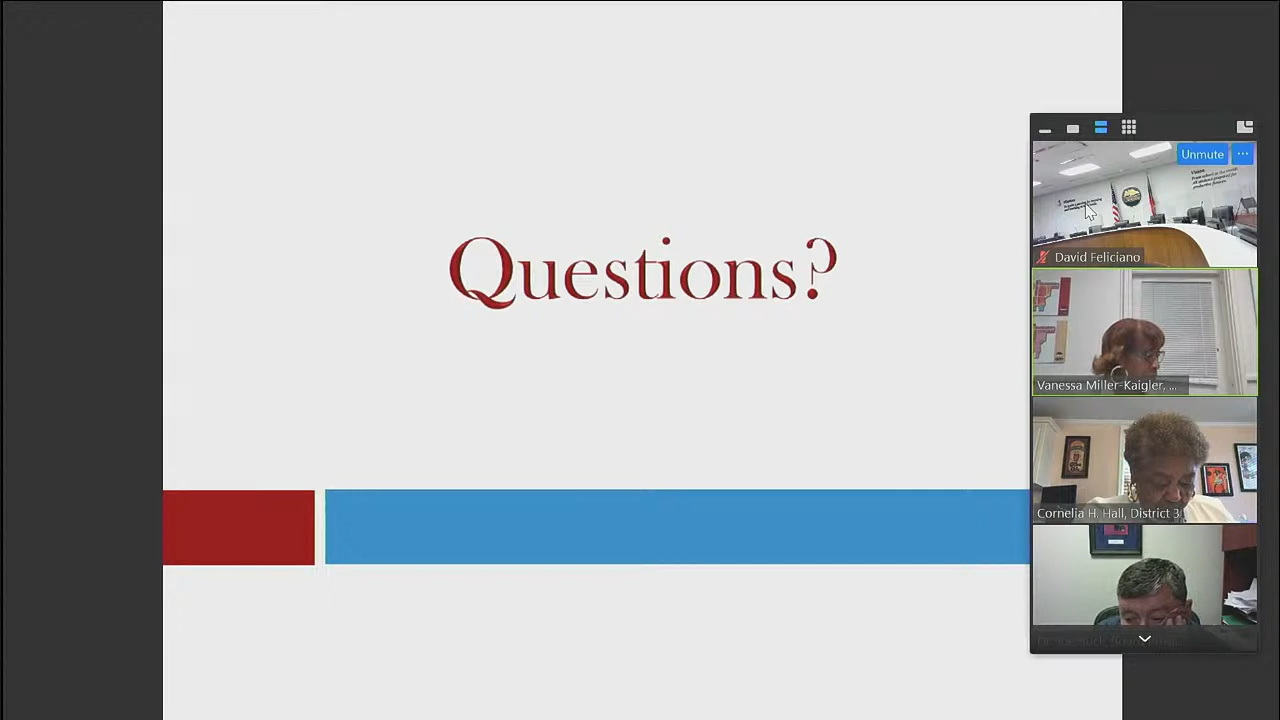 Questions?
Unmute
David Feliciano
Vanessa Miller-Kaigler, ...
Cornelia H. Hall, District 3